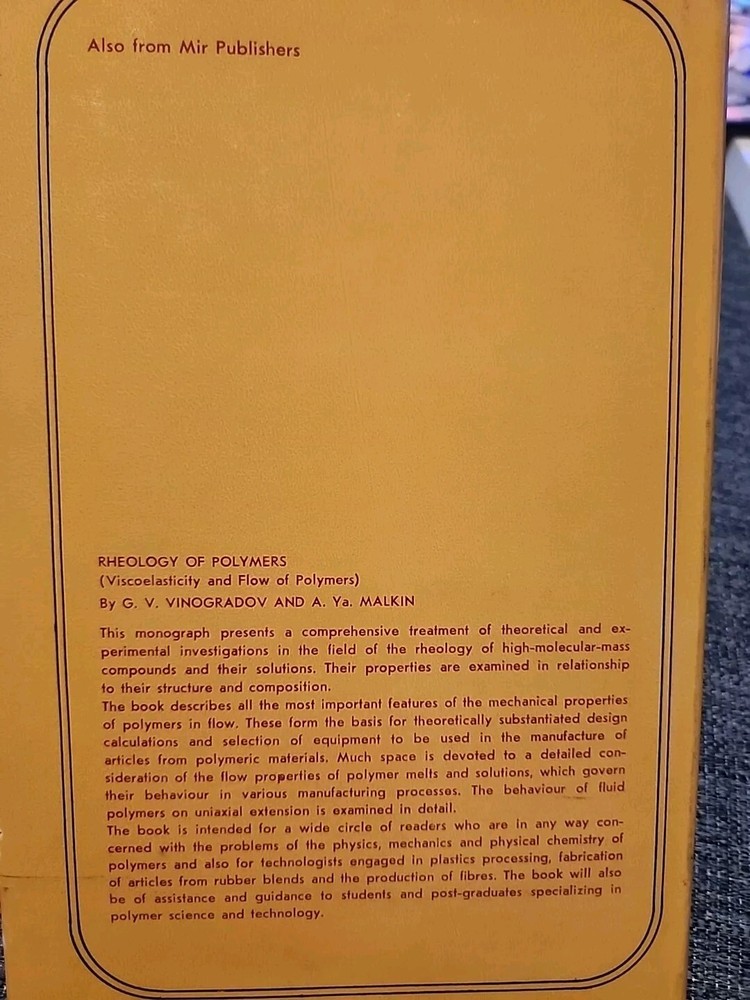 Also from Mir Publishers
RHEOLOGY OF POLYMERS
(Viscoelasticity and Flow of Polymers)
By G. V. VINOGRADOV AND A. Ya. MALKIN
This monograph presents a comprehensive treatment of theoretical and ex-
perimental investigations in the field of the rheology of high-molecular-mass
compounds and their solutions. Their properties are examined in relationship
to their structure and composition.
The book describes all the most important features of the mechanical properties
of polymers in flow. These form the basis for theoretically substantiated design
calculations and selection of equipment to be used in the manufacture of
articles from polymeric materials. Much space is devoted to a detailed con-
sideration of the flow properties of polymer melts and solutions, which govern
their behaviour in various manufacturing processes. The behaviour of fluid
polymers on uniaxial extension is examined in detail.
The book is intended for a wide circle of readers who are in any way con-
cerned with the problems of the physics, mechanics and physical chemistry of
polymers and also for technologists engaged in plastics processing, fabrication
of articles from rubber blends and the production of fibres. The book will also
be of assistance and guidance to students and post-graduates specializing in
polymer science and technology.